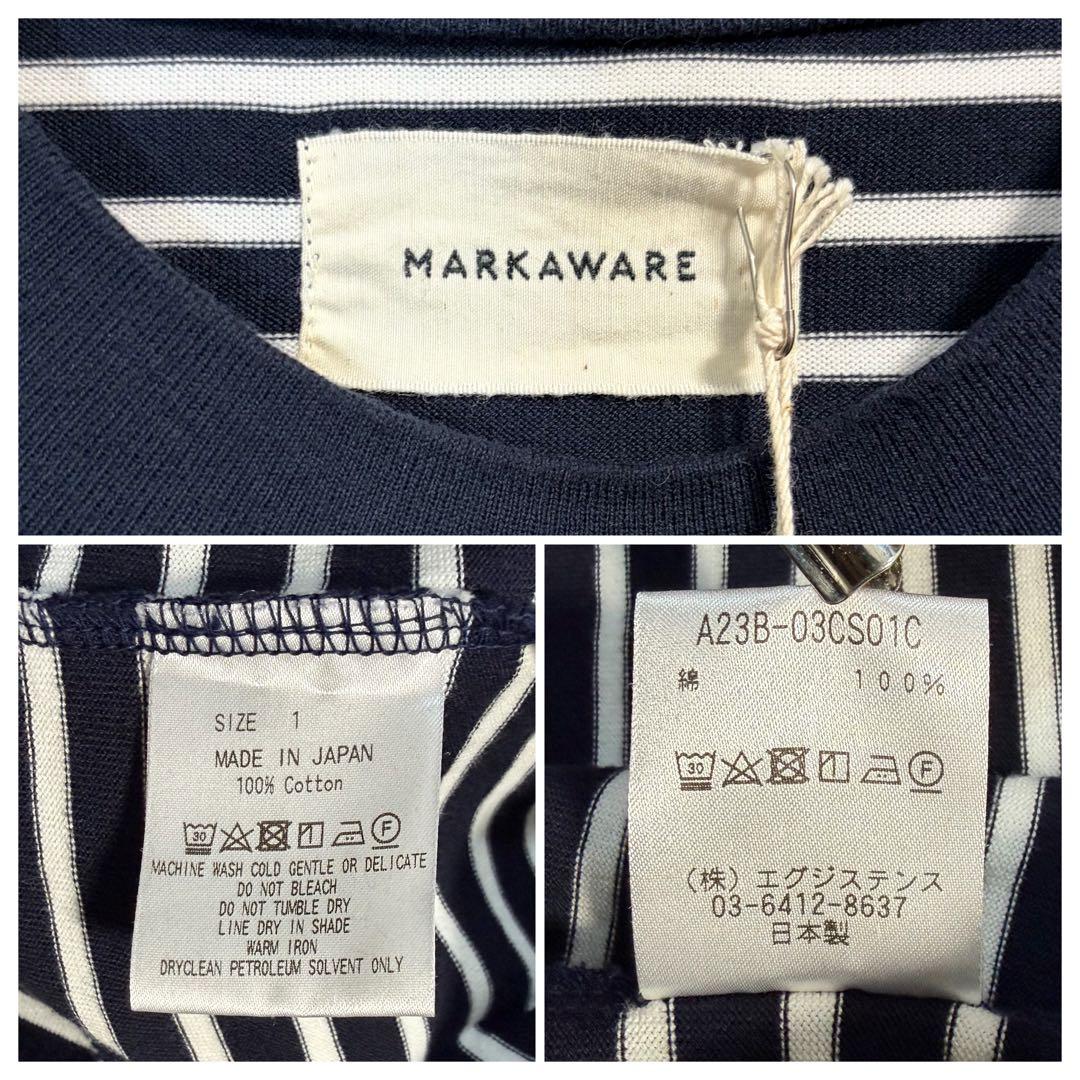 MARKAWARE
SIZE 1
MADE IN JAPAN
100% Cotton
30
MACHINE WASH COLD GENTLE OR DELICATE
DO NOT BLEACH
DO NOT TUMBLE DRY
LINE DRY IN SHADE
WARM IRON
DRYCLEAN PETROLEUM SOLVENT ONLY
A23B-03CS01C
綿 100%
30 F
(株)エグジステンス
03-6412-8637
日本製